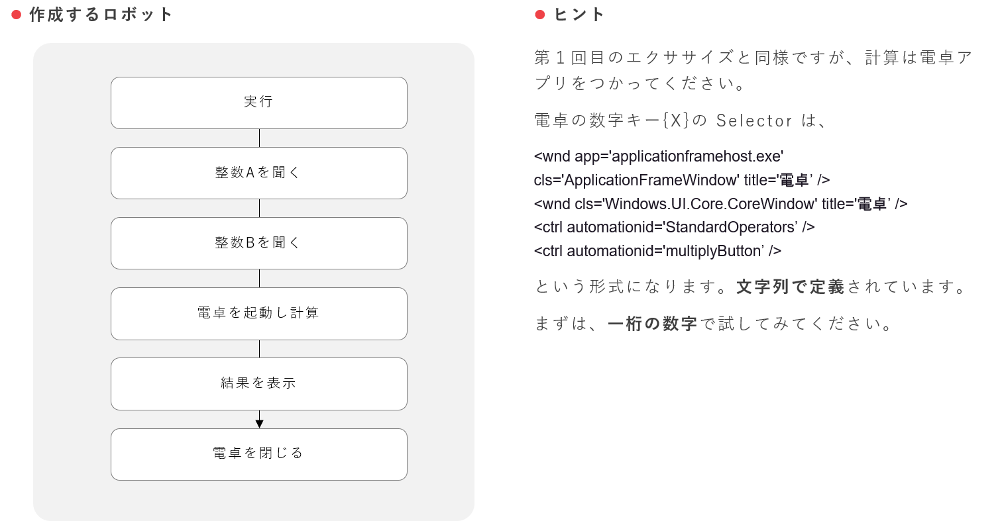 作成するロボット
実行
整数Aを聞く
整数Bを聞く
電卓を起動し計算
結果を表示
電卓を閉じる
ヒント
第１回目のエクササイズと同様ですが、計算は電卓ア
プリをつかってください。
電卓の数字キー{X}の Selector は、
<wnd app='applicationframehost.exe'
cls='ApplicationFrameWindow' title='電卓’ />
<wnd cls='Windows.UI.Core.CoreWindow' title='電卓’ />
<ctrl automationid='StandardOperators’ />
<ctrl automationid='multiplyButton’ />
という形式になります。文字列で定義されています。
まずは、一桁の数字で試してみてください。